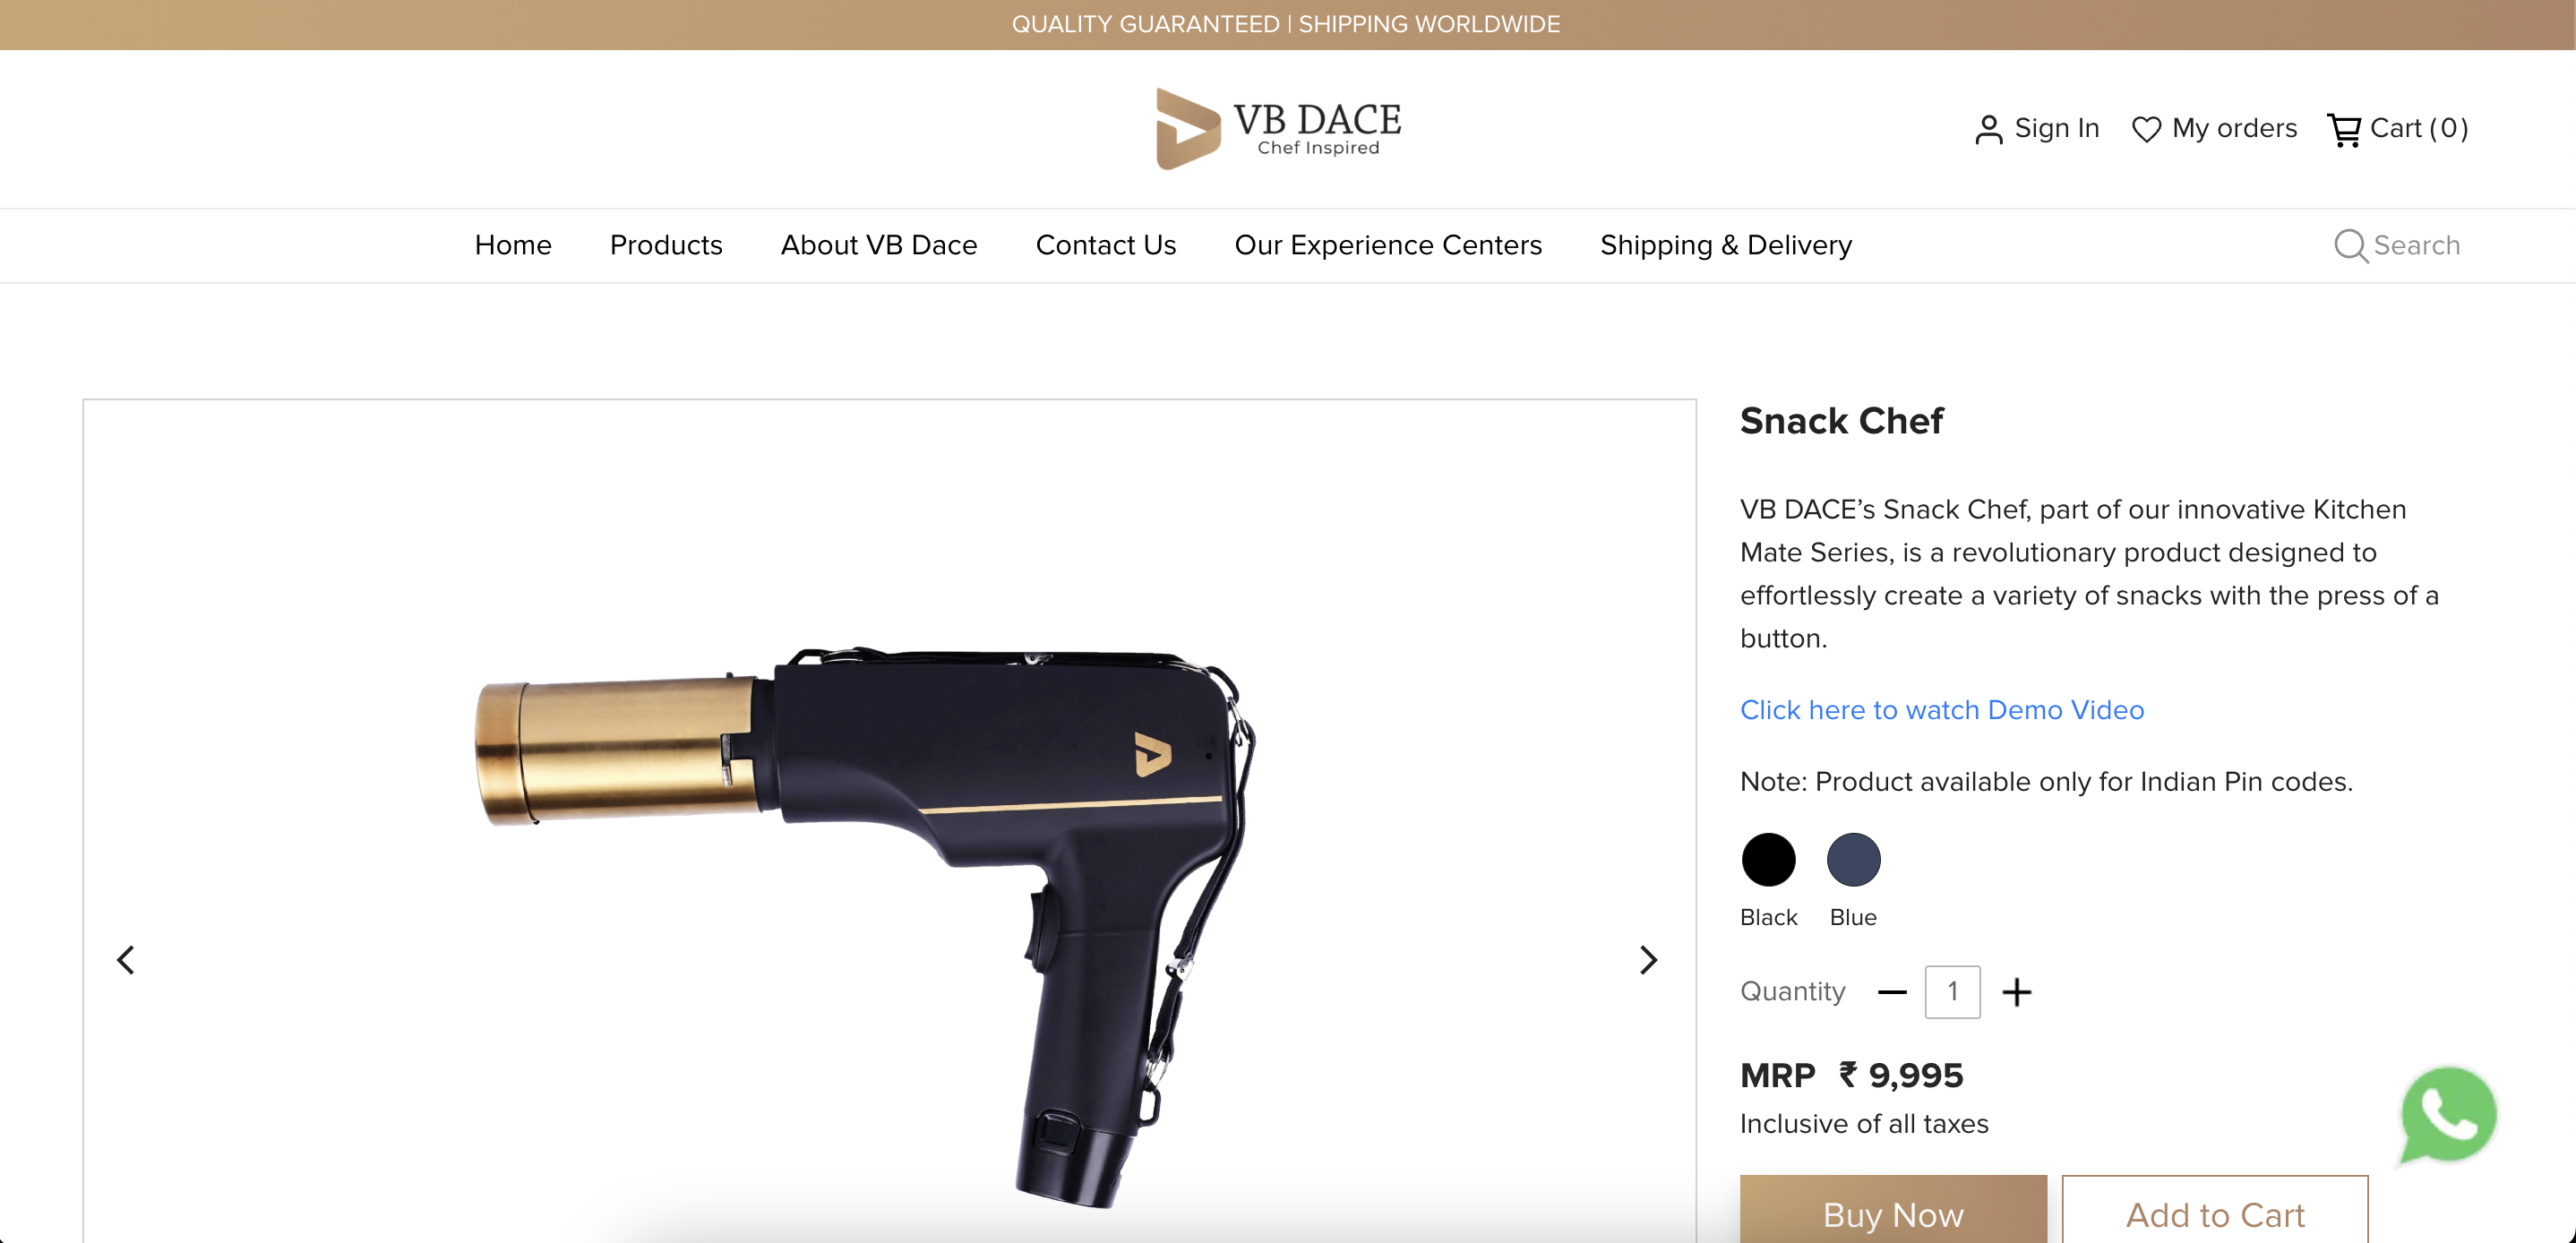 QUALITY GUARANTEED | SHIPPING WORLDWIDE
VB DACE
Chef Inspired
Sign In
My orders
Cart (0)
Home
Products
About VB Dace
Contact Us
Our Experience Centers
Shipping & Delivery
Search
Snack Chef
VB DACE’s Snack Chef, part of our innovative Kitchen
Mate Series, is a revolutionary product designed to
effortlessly create a variety of snacks with the press of a
button.
Click here to watch Demo Video
Note: Product available only for Indian Pin codes.
Black
Blue
Quantity
1
MRP ₹ 9,995
Inclusive of all taxes
Buy Now
Add to Cart